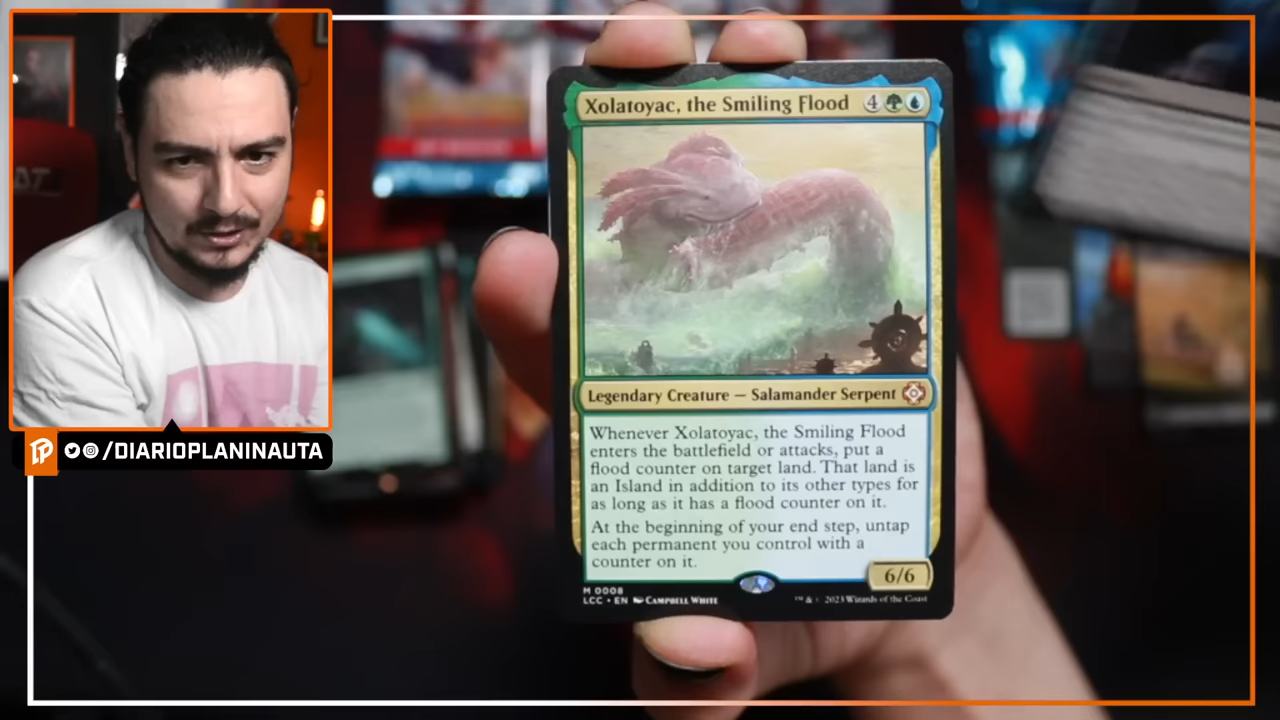 Xolatoyac, the Smiling Flood 4
Legendary Creature — Salamander Serpent
Whenever Xolatoyac, the Smiling Flood
enters the battlefield or attacks, put a
flood counter on target land. That land is
an Island in addition to its other types for
as long as it has a flood counter on it.
At the beginning of your end step, untap
each permanent you control with a
counter on it.
6/6
M 0008
LCC • EN CAMPBELL WHITE
™ & 2023 Wizards of the Coast
/DIARIOPLANINAUTA